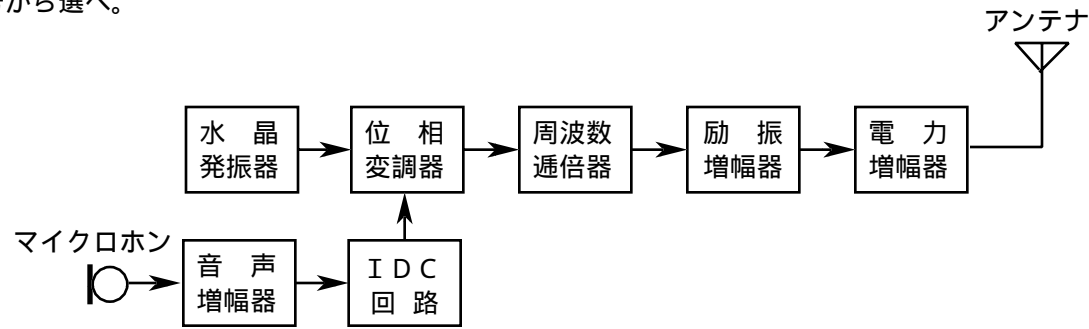 から選べ。
アンテナ
水 晶
発振器
位 相
変調器
周波数
逓倍器
励 振
増幅器
電 力
増幅器
マイクロホン
音 声
増幅器
ＩＤＣ
回 路